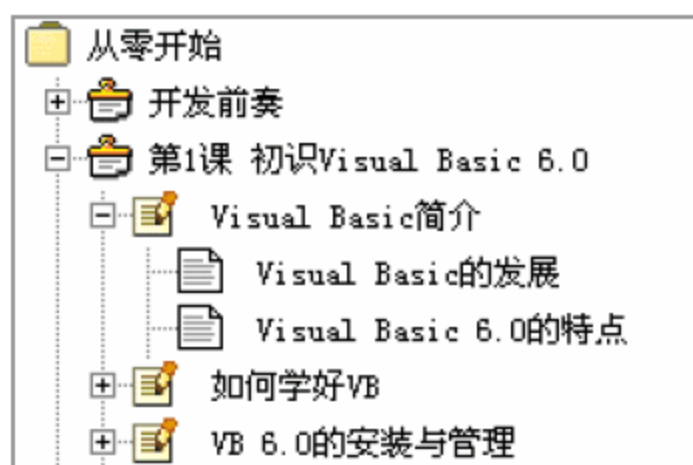 从零开始
开发前奏
第1课 初识Visual Basic 6.0
Visual Basic简介
Visual Basic的发展
Visual Basic 6.0的特点
如何学好VB
VB 6.0的安装与管理